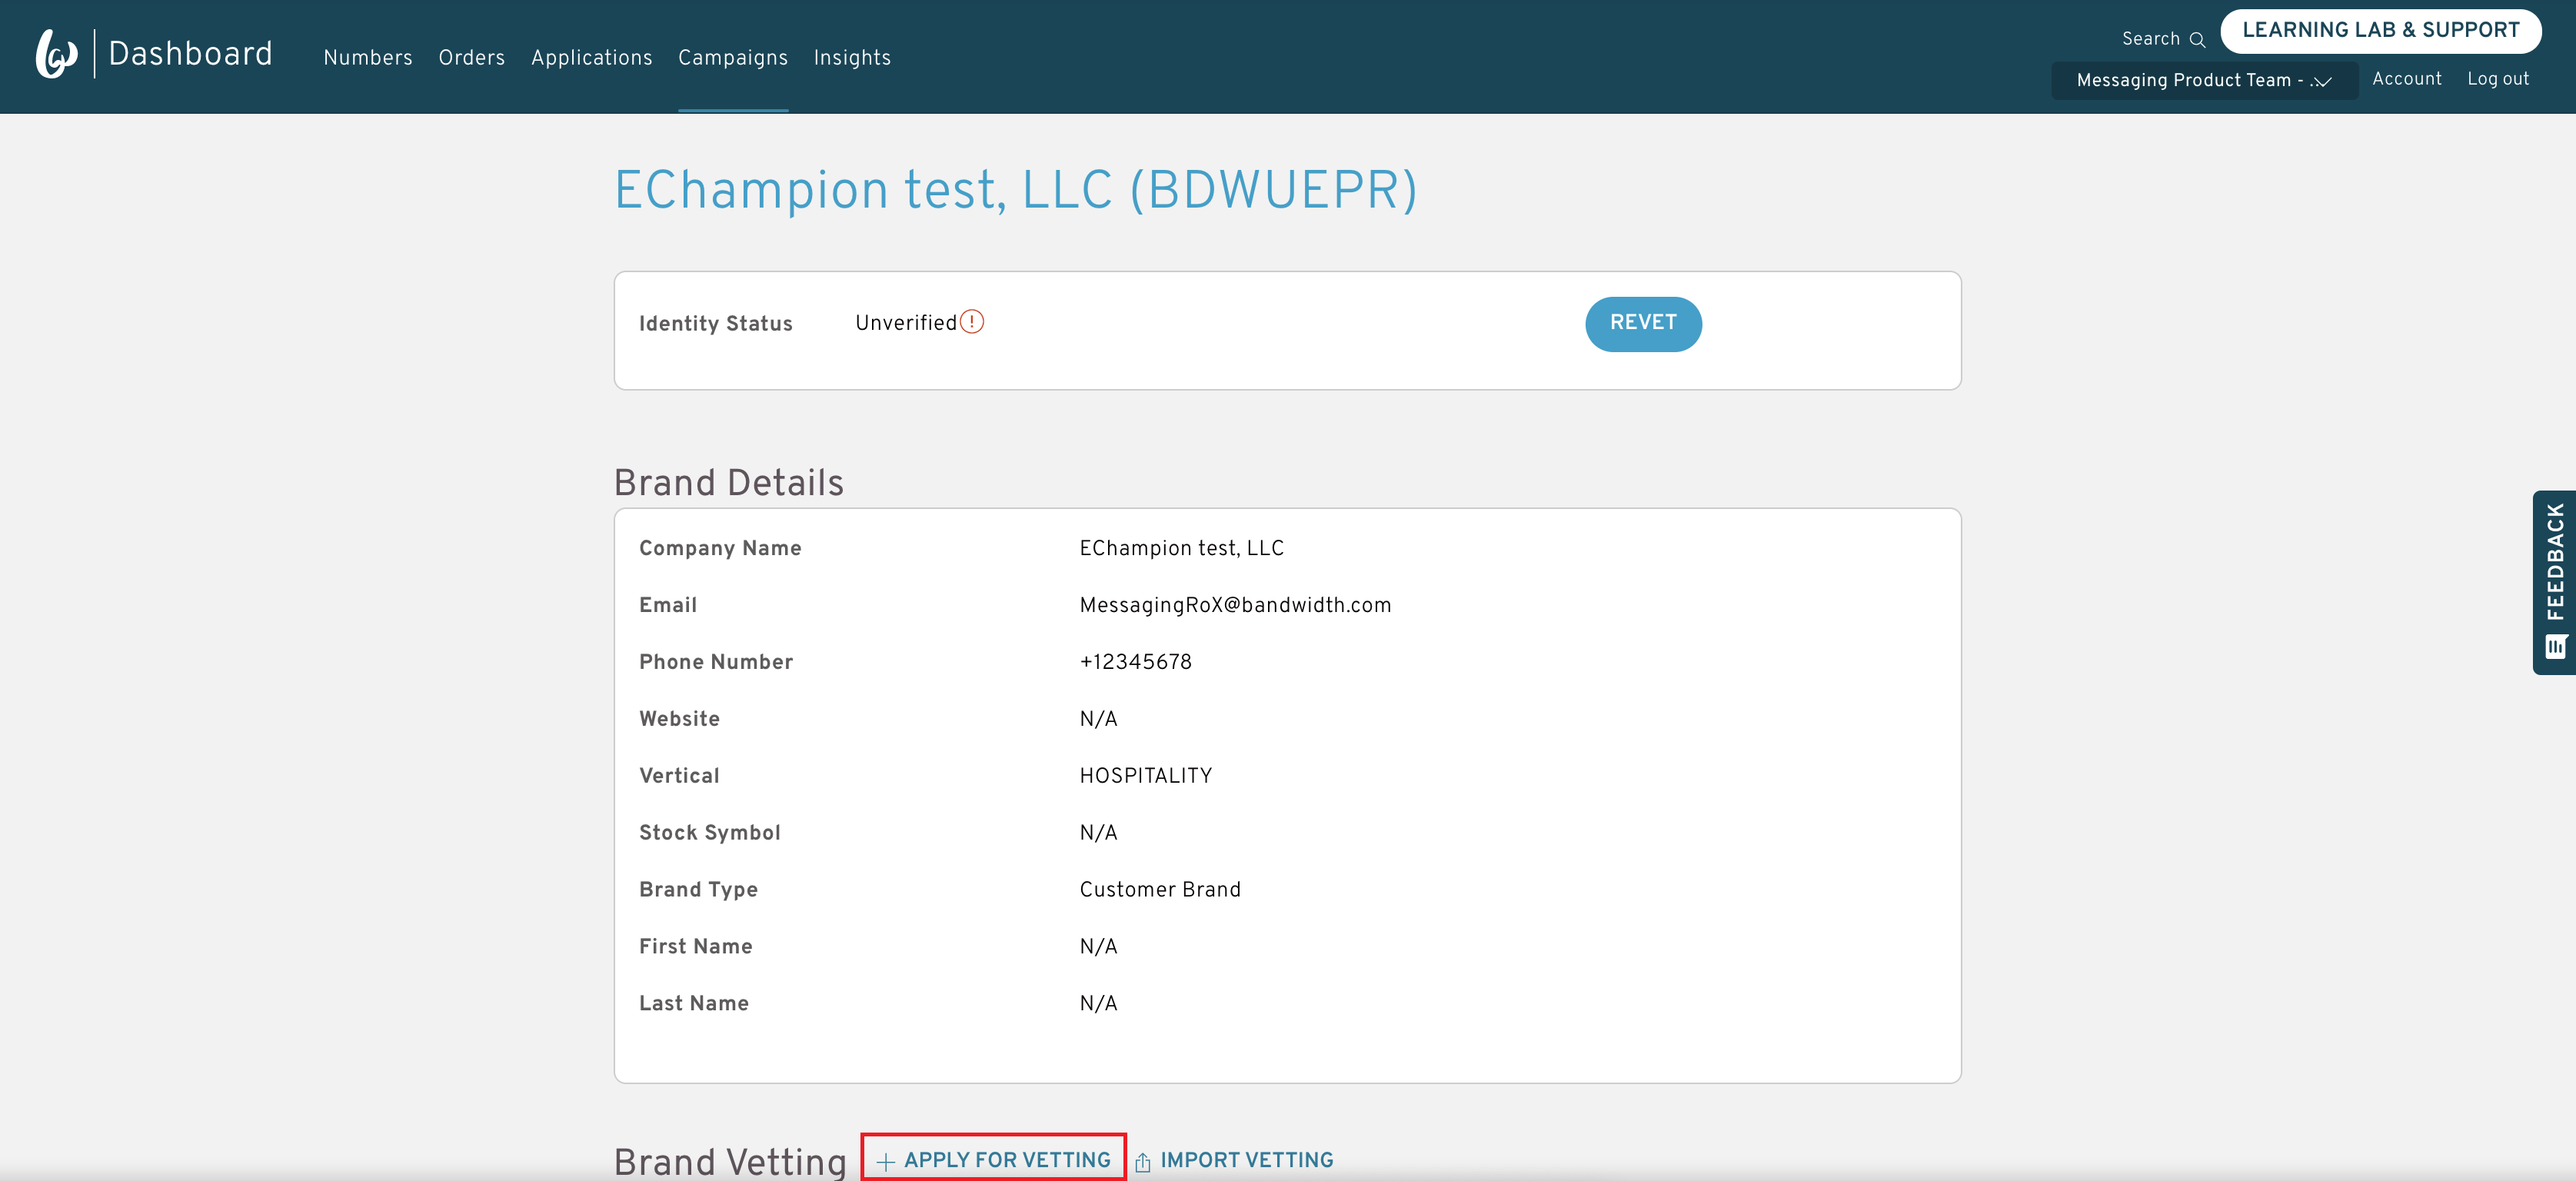 Dashboard Numbers Orders Applications Campaigns Insights
Search LEARNING LAB & SUPPORT
Messaging Product Team - .. Account Log out
EChampion test, LLC (BDWUEPR)
Identity Status Unverified REVET
Brand Details
Company Name EChampion test, LLC
Email MessagingRoX@bandwidth.com
Phone Number +12345678
Website N/A
Vertical HOSPITALITY
Stock Symbol N/A
Brand Type Customer Brand
First Name N/A
Last Name N/A
Brand Vetting + APPLY FOR VETTING IMPORT VETTING
FEEDBACK